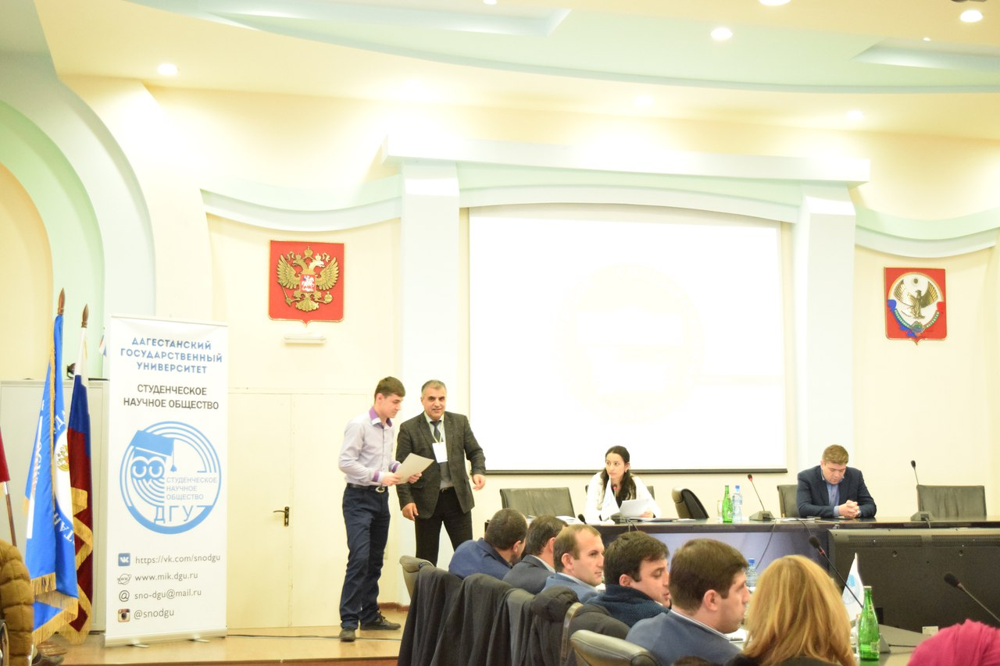 ДАГЕСТАНСКИЙ
ГОСУДАРСТВЕННЫЙ
УНИВЕРСИТЕТ
СТУДЕНЧЕСКОЕ
НАУЧНОЕ ОБЩЕСТВО
СТУДЕНЧЕСКОЕ
НАУЧНОЕ
ОБЩЕСТВО
ДГУ
https://vk.com/snodgu
www.mik.dgu.ru
sno-dgu@mail.ru
@snodgu